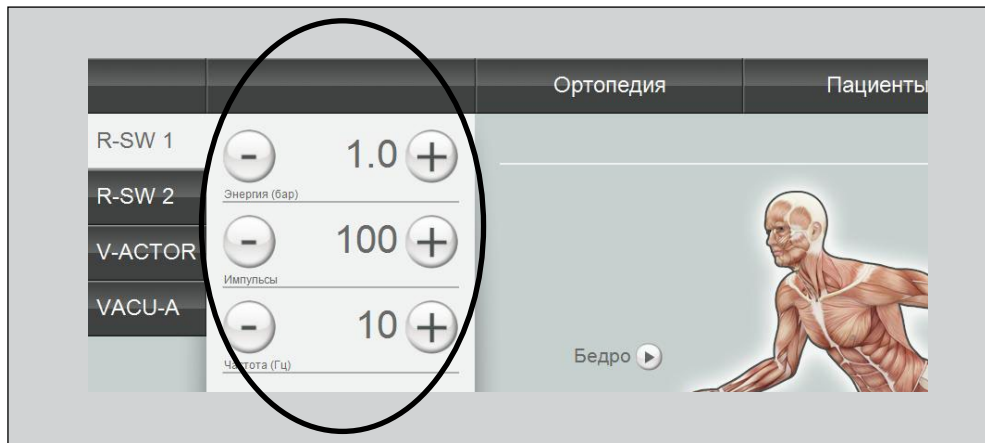 Ортопедия Пациенты
R-SW 1
R-SW 2
V-ACTOR
VACU-A
- 1.0 +
Энергия (бар)
- 100 +
Импульсы
- 10 +
Частота (Гц)
Бедро